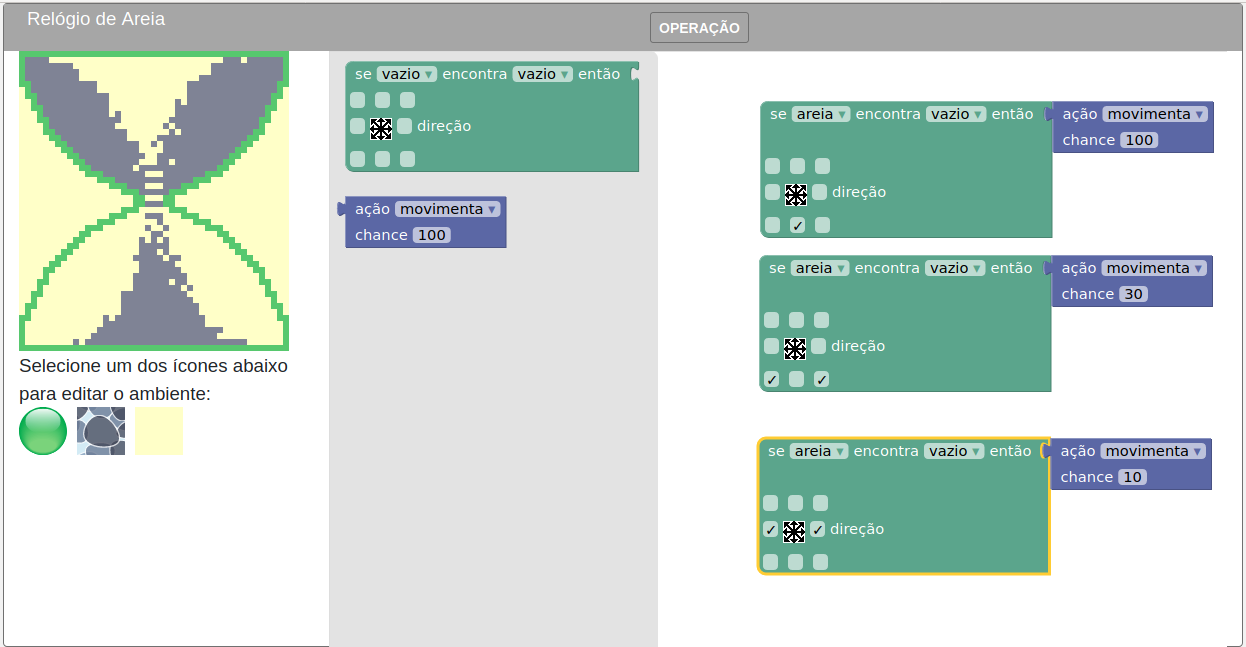 Relógio de Areia
OPERAÇÃO
Selecione um dos ícones abaixo
para editar o ambiente:
se vazio ▾ encontra vazio ▾ então
direção
ação movimenta ▾
chance 100
se areia ▾ encontra vazio ▾ então
direção
ação movimenta ▾
chance 100
se areia ▾ encontra vazio ▾ então
direção
ação movimenta ▾
chance 30
se areia ▾ encontra vazio ▾ então
direção
ação movimenta ▾
chance 10